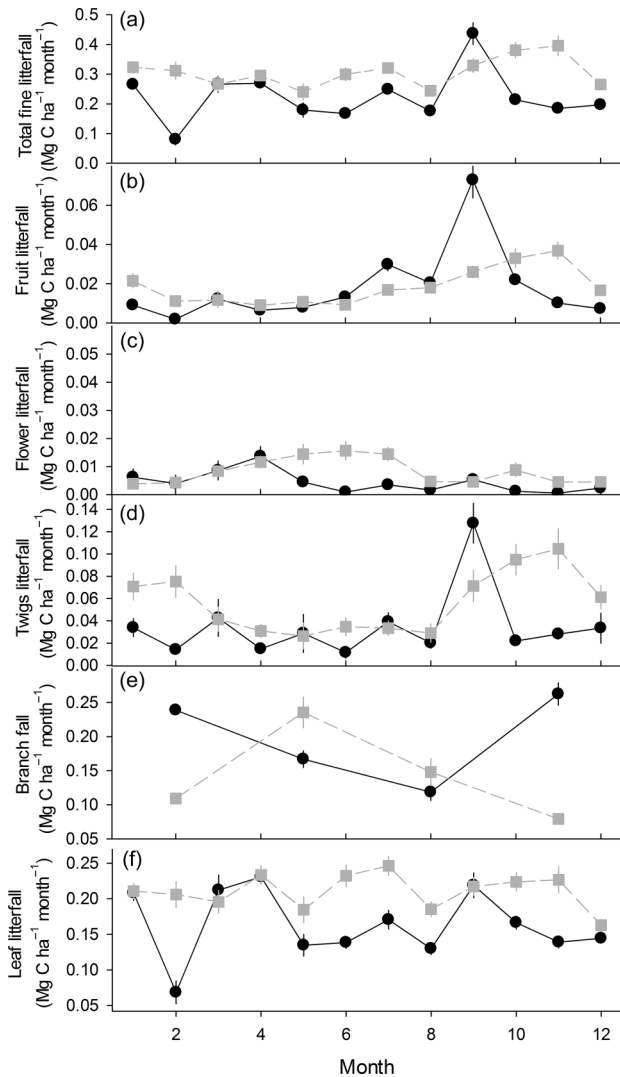 (a)
Total fine litterfall
(Mg C ha⁻¹ month⁻¹)
0.5
0.4
0.3
0.2
0.1
0.0
(b)
Fruit litterfall
(Mg C ha⁻¹ month⁻¹)
0.06
0.04
0.02
0.00
(c)
Flower litterfall
(Mg C ha⁻¹ month⁻¹)
0.05
0.04
0.03
0.02
0.01
0.00
(d)
Twigs litterfall
(Mg C ha⁻¹ month⁻¹)
0.14
0.12
0.10
0.08
0.06
0.04
0.02
0.00
(e)
Branch fall
(Mg C ha⁻¹ month⁻¹)
0.25
0.20
0.15
0.10
0.05
(f)
Leaf litterfall
(Mg C ha⁻¹ month⁻¹)
0.25
0.20
0.15
0.10
0.05
2 4 6 8 10 12
Month